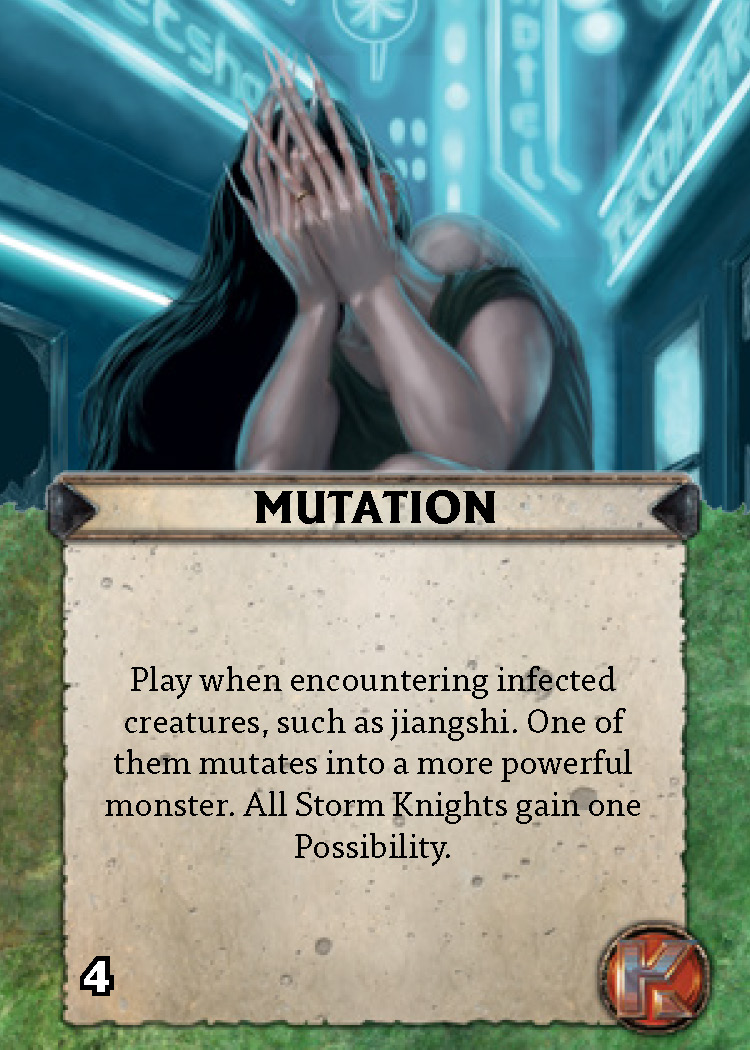 HOTEL
MUTATION
Play when encountering infected
creatures, such as jiangshi. One of
them mutates into a more powerful
monster. All Storm Knights gain one
Possibility.
4
K